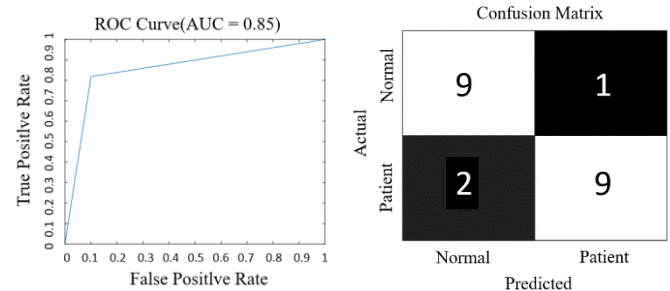 ROC Curve(AUC = 0.85)
True Positlve Rate
1
0.9
0.8
0.7
0.6
0.5
0.4
0.3
0.2
0.1
0
0 0.1 0.2 0.3 0.4 0.5 0.6 0.7 0.8 0.9 1
False Positlve Rate
Confusion Matrix
Actual
Normal
Patient
9 1
2 9
Normal Patient
Predicted